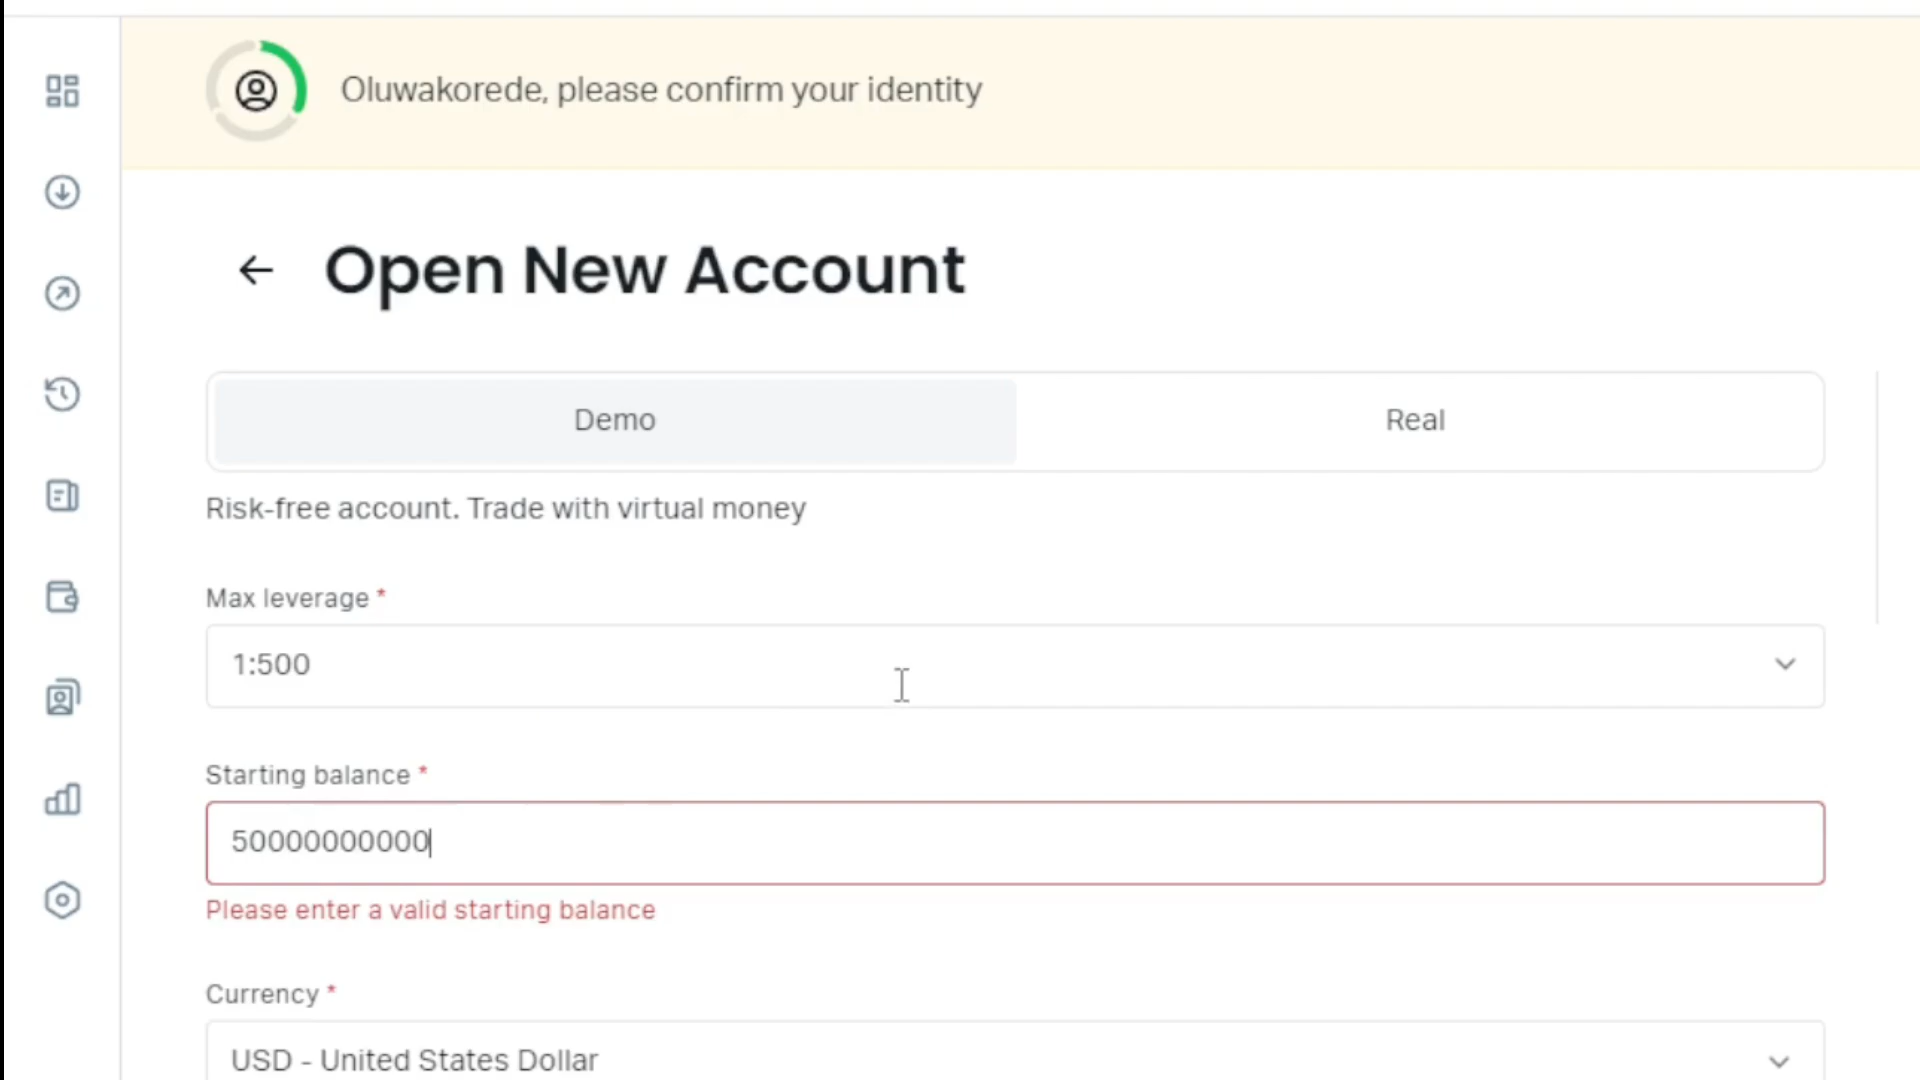 Oluwakorede, please confirm your identity
Open New Account
Demo
Real
Risk-free account. Trade with virtual money
Max leverage *
1:500
Starting balance *
50000000000
Please enter a valid starting balance
Currency *
USD - United States Dollar